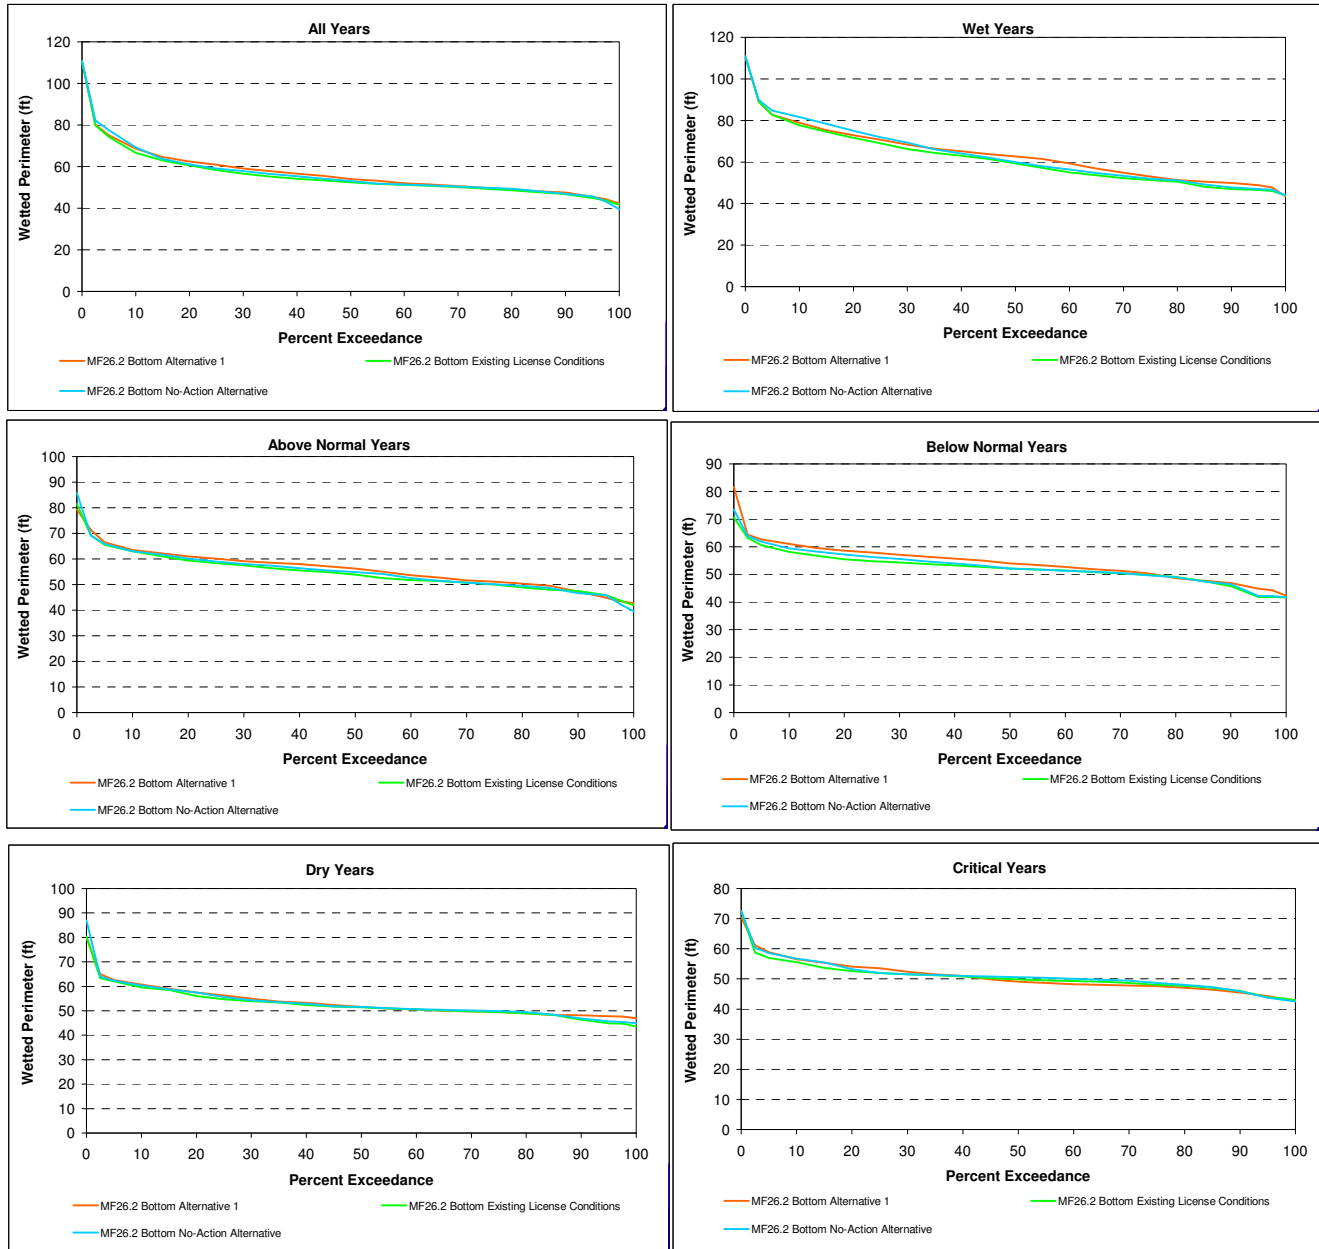 All Years
120
100
80
60
40
20
0
0 10 20 30 40 50 60 70 80 90 100
Wetted Perimeter (ft)
Percent Exceedance
MF26.2 Bottom Alternative 1
MF26.2 Bottom Existing License Conditions
MF26.2 Bottom No-Action Alternative
Wet Years
120
100
80
60
40
20
0
0 10 20 30 40 50 60 70 80 90 100
Wetted Perimeter (ft)
Percent Exceedance
MF26.2 Bottom Alternative 1
MF26.2 Bottom Existing License Conditions
MF26.2 Bottom No-Action Alternative
Above Normal Years
100
90
80
70
60
50
40
30
20
10
0
0 10 20 30 40 50 60 70 80 90 100
Wetted Perimeter (ft)
Percent Exceedance
MF26.2 Bottom Alternative 1
MF26.2 Bottom Existing License Conditions
MF26.2 Bottom No-Action Alternative
Below Normal Years
90
80
70
60
50
40
30
20
10
0
0 10 20 30 40 50 60 70 80 90 100
Wetted Perimeter (ft)
Percent Exceedance
MF26.2 Bottom Alternative 1
MF26.2 Bottom Existing License Conditions
MF26.2 Bottom No-Action Alternative
Dry Years
100
90
80
70
60
50
40
30
20
10
0
0 10 20 30 40 50 60 70 80 90 100
Wetted Perimeter (ft)
Percent Exceedance
MF26.2 Bottom Alternative 1
MF26.2 Bottom Existing License Conditions
MF26.2 Bottom No-Action Alternative
Critical Years
80
70
60
50
40
30
20
10
0
0 10 20 30 40 50 60 70 80 90 100
Wetted Perimeter (ft)
Percent Exceedance
MF26.2 Bottom Alternative 1
MF26.2 Bottom Existing License Conditions
MF26.2 Bottom No-Action Alternative